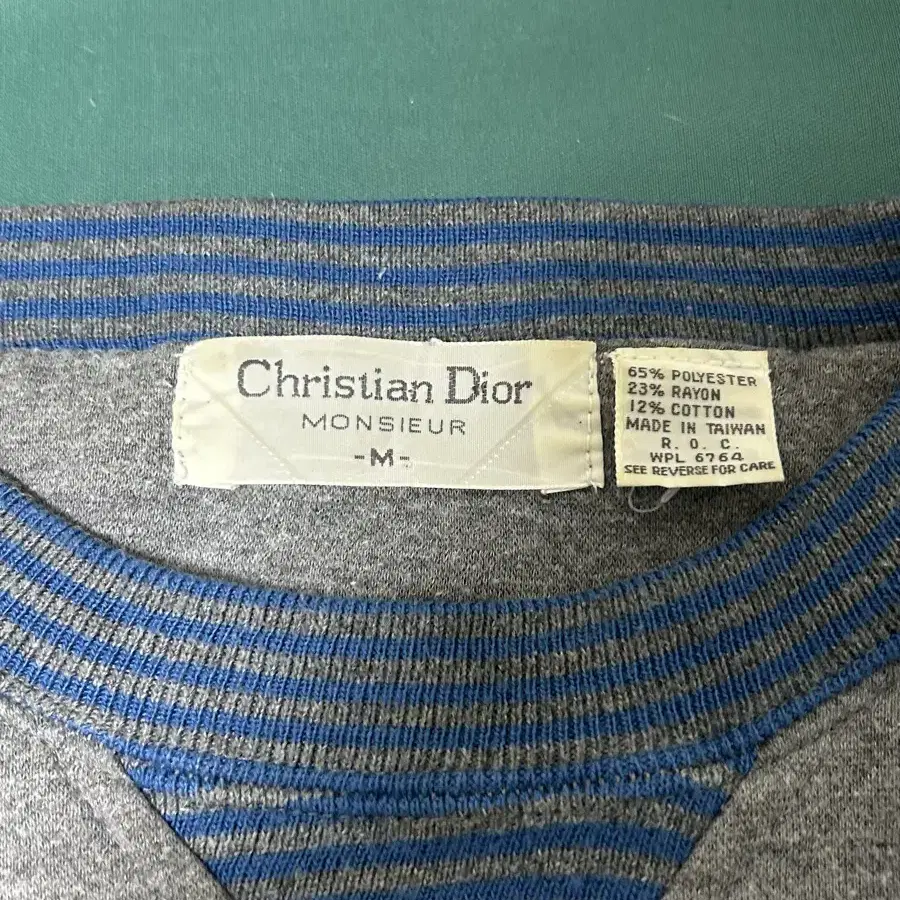 Christian Dior
MONSIEUR
-M-
65% POLYESTER
23% RAYON
12% COTTON
MADE IN TAIWAN
R. O. C.
WPL 6764
SEE REVERSE FOR CARE